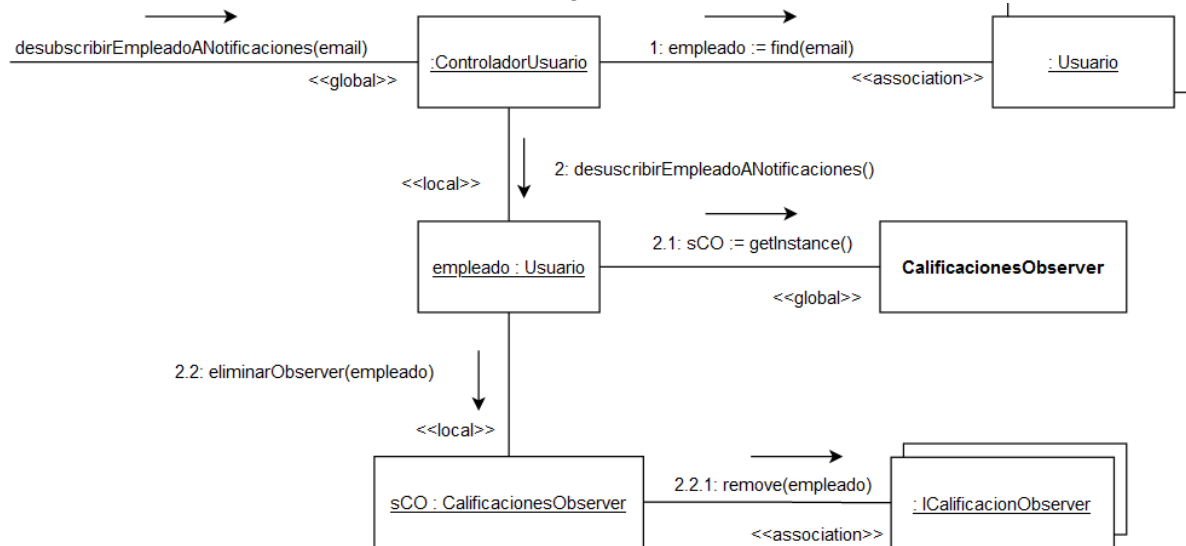 desubscribirEmpleadoANotificaciones(email)
<<global>>
:ControladorUsuario
1: empleado := find(email)
<<association>>
: Usuario
<<local>>
2: desuscribirEmpleadoANotificaciones()
empleado : Usuario
2.1: sCO := getInstance()
<<global>>
CalificacionesObserver
2.2: eliminarObserver(empleado)
<<local>>
sCO : CalificacionesObserver
2.2.1: remove(empleado)
<<association>>
: ICalificacionObserver